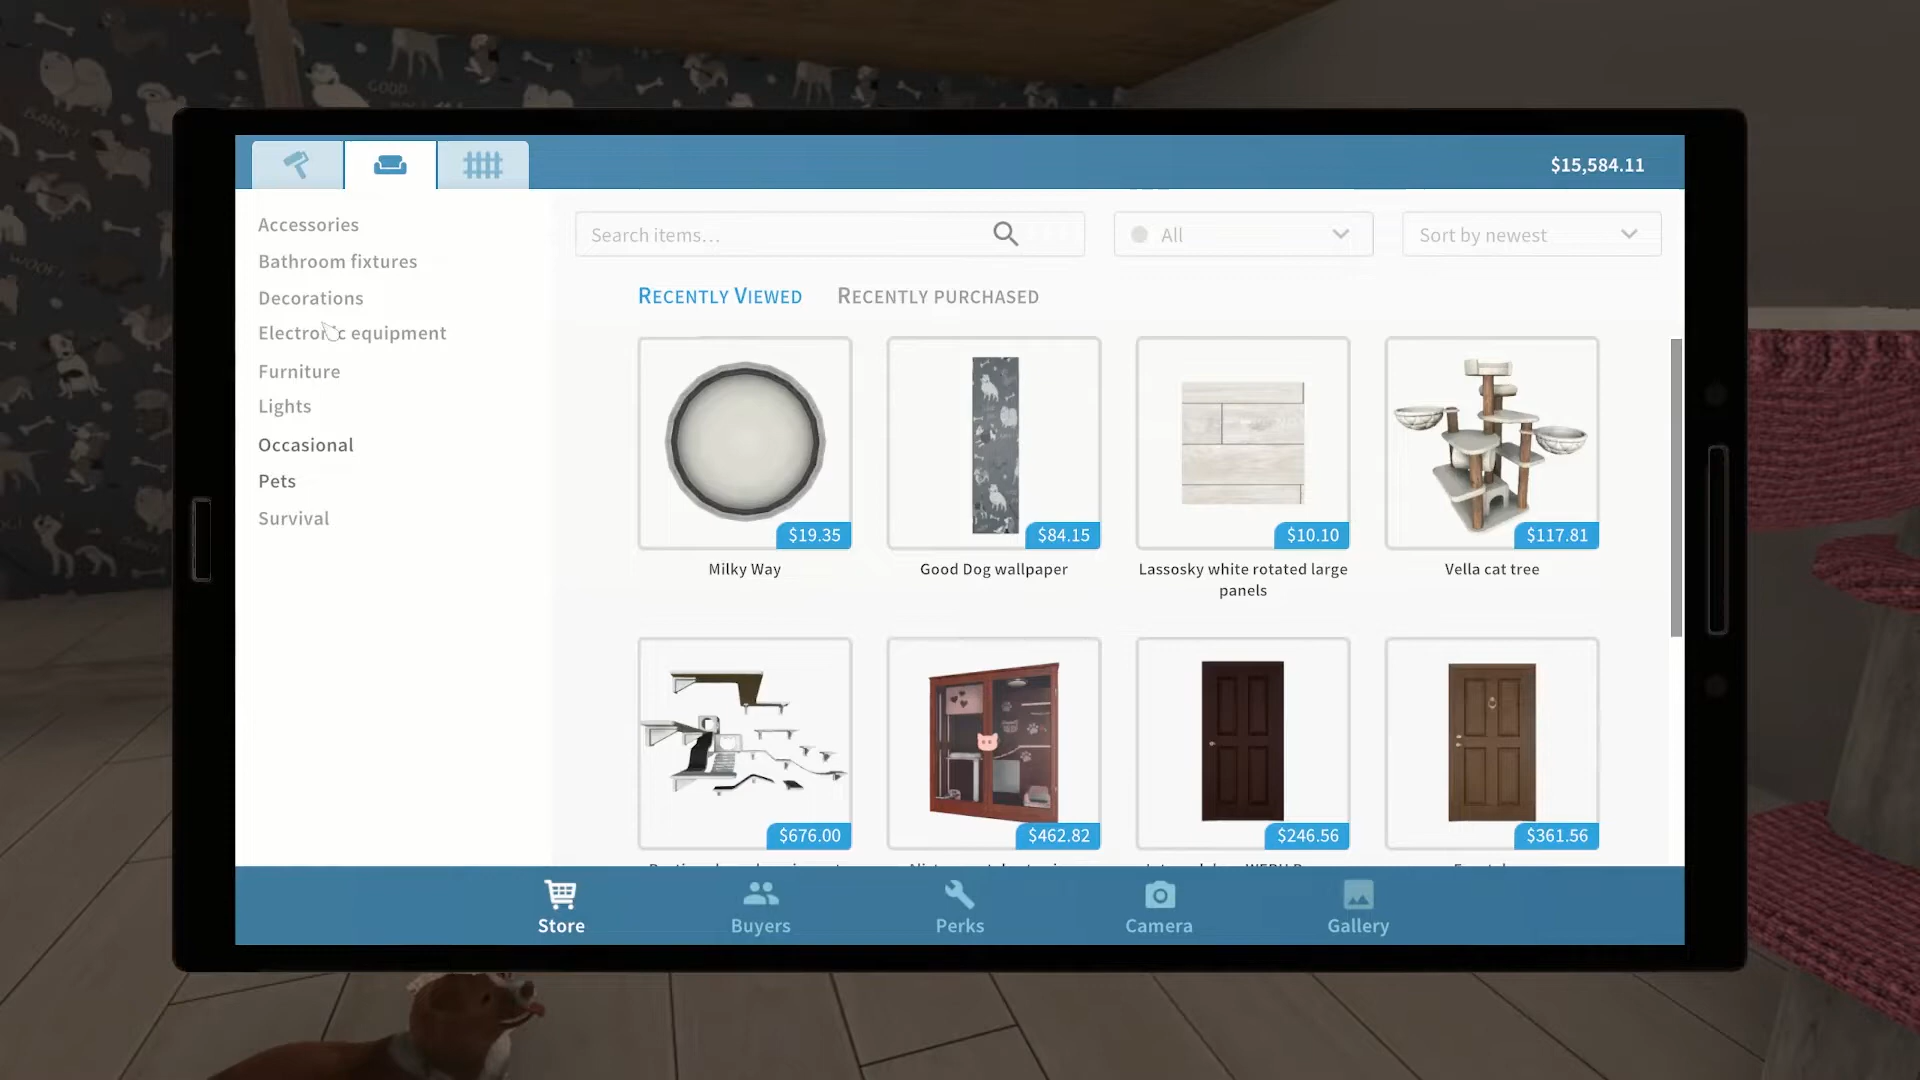 GOOD
BARK!
WOOF!
$15,584.11
Accessories
Bathroom fixtures
Decorations
Electronic equipment
Furniture
Lights
Occasional
Pets
Survival
Search items...
All
Sort by newest
RECENTLY VIEWED
RECENTLY PURCHASED
$19.35
$84.15
$10.10
$117.81
Milky Way
Good Dog wallpaper
Lassosky white rotated large
panels
Vella cat tree
$676.00
$462.82
$246.56
$361.56
Store
Buyers
Perks
Camera
Gallery